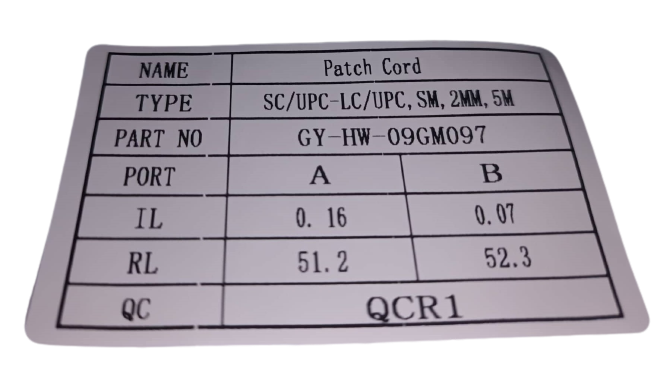 NAME Patch Cord
TYPE SC/UPC-LC/UPC, SM, 2MM, 5M
PART NO GY-HW-09GM097
PORT A B
IL 0. 16 0.07
RL 51.2 52.3
QC QCR1